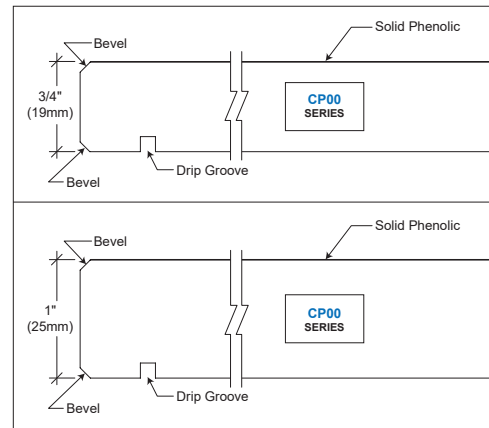 Bevel
Solid Phenolic
3/4"
(19mm)
CP00
SERIES
Drip Groove
Bevel
Bevel
Solid Phenolic
1"
(25mm)
CP00
SERIES
Drip Groove
Bevel